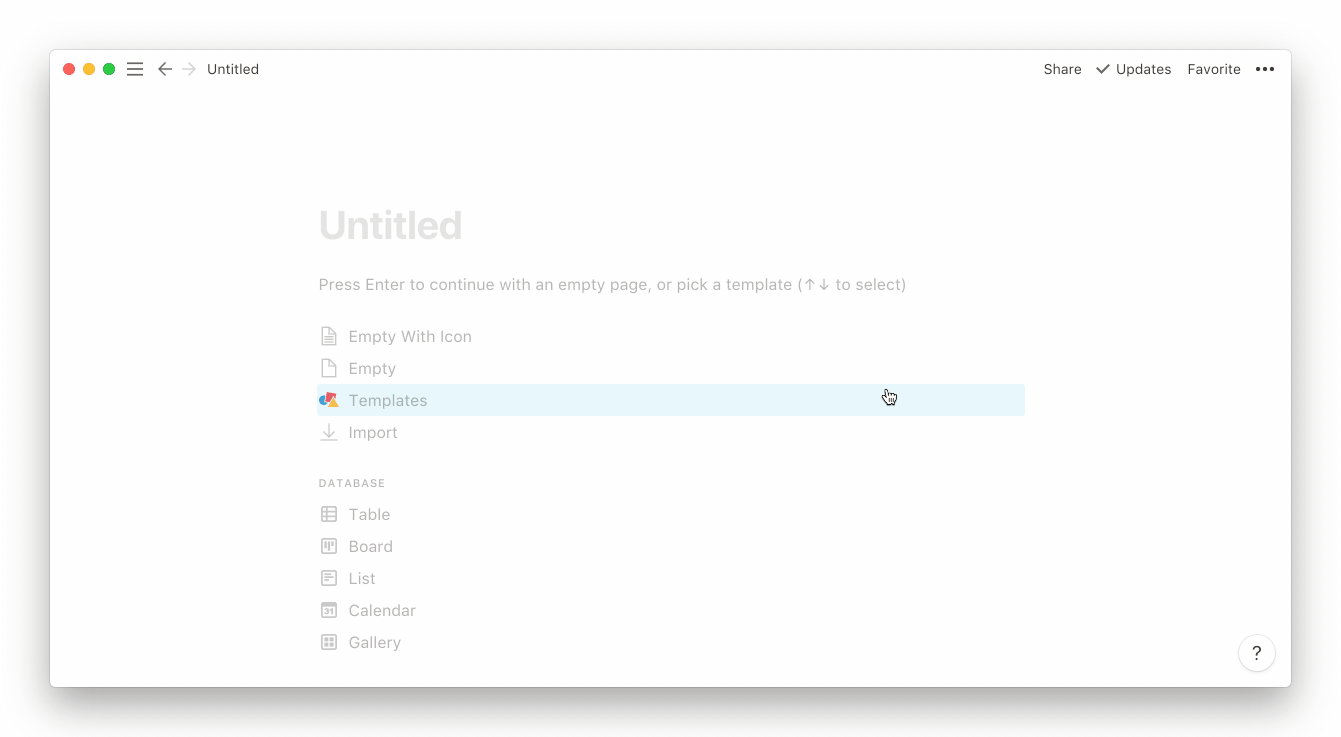 Untitled
Share
Updates
Favorite
Untitled
Press Enter to continue with an empty page, or pick a template (↑↓ to select)
Empty With Icon
Empty
Templates
Import
DATABASE
Table
Board
List
31 Calendar
Gallery
?